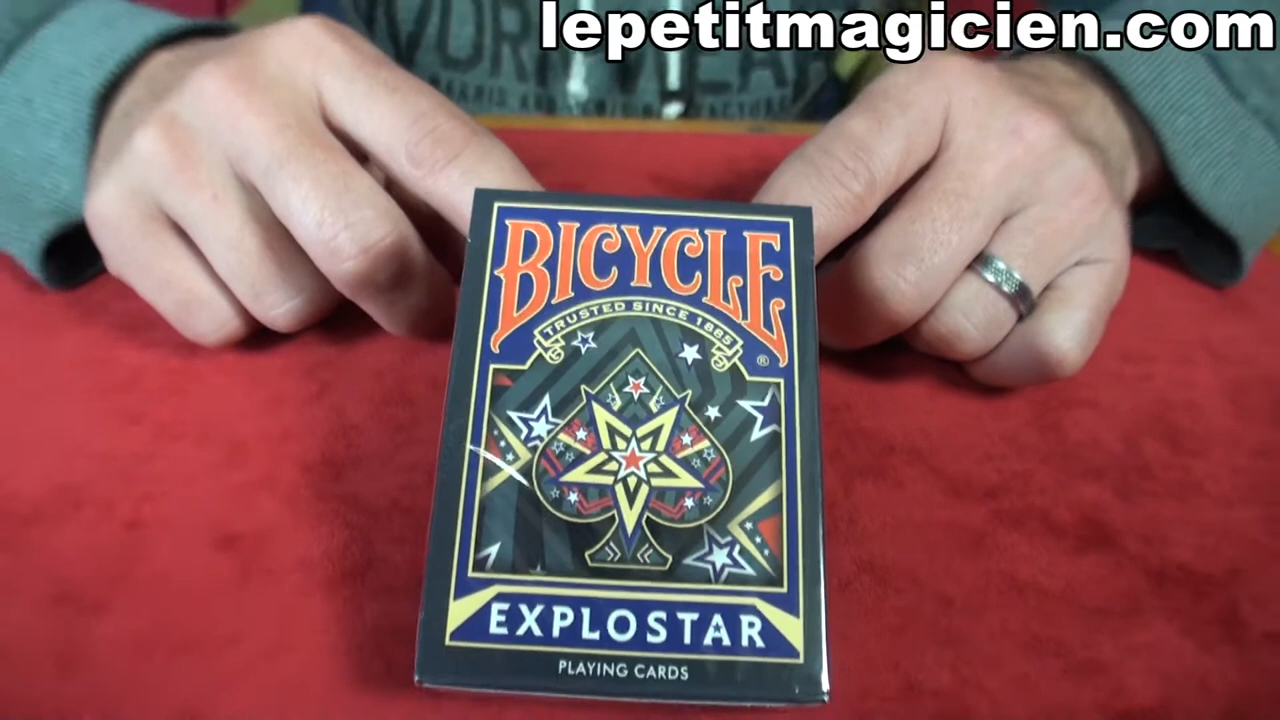 lepetitmagicien.com
BICYCLE
®
TRUSTED SINCE 1885
EXPLOSTAR
PLAYING CARDS